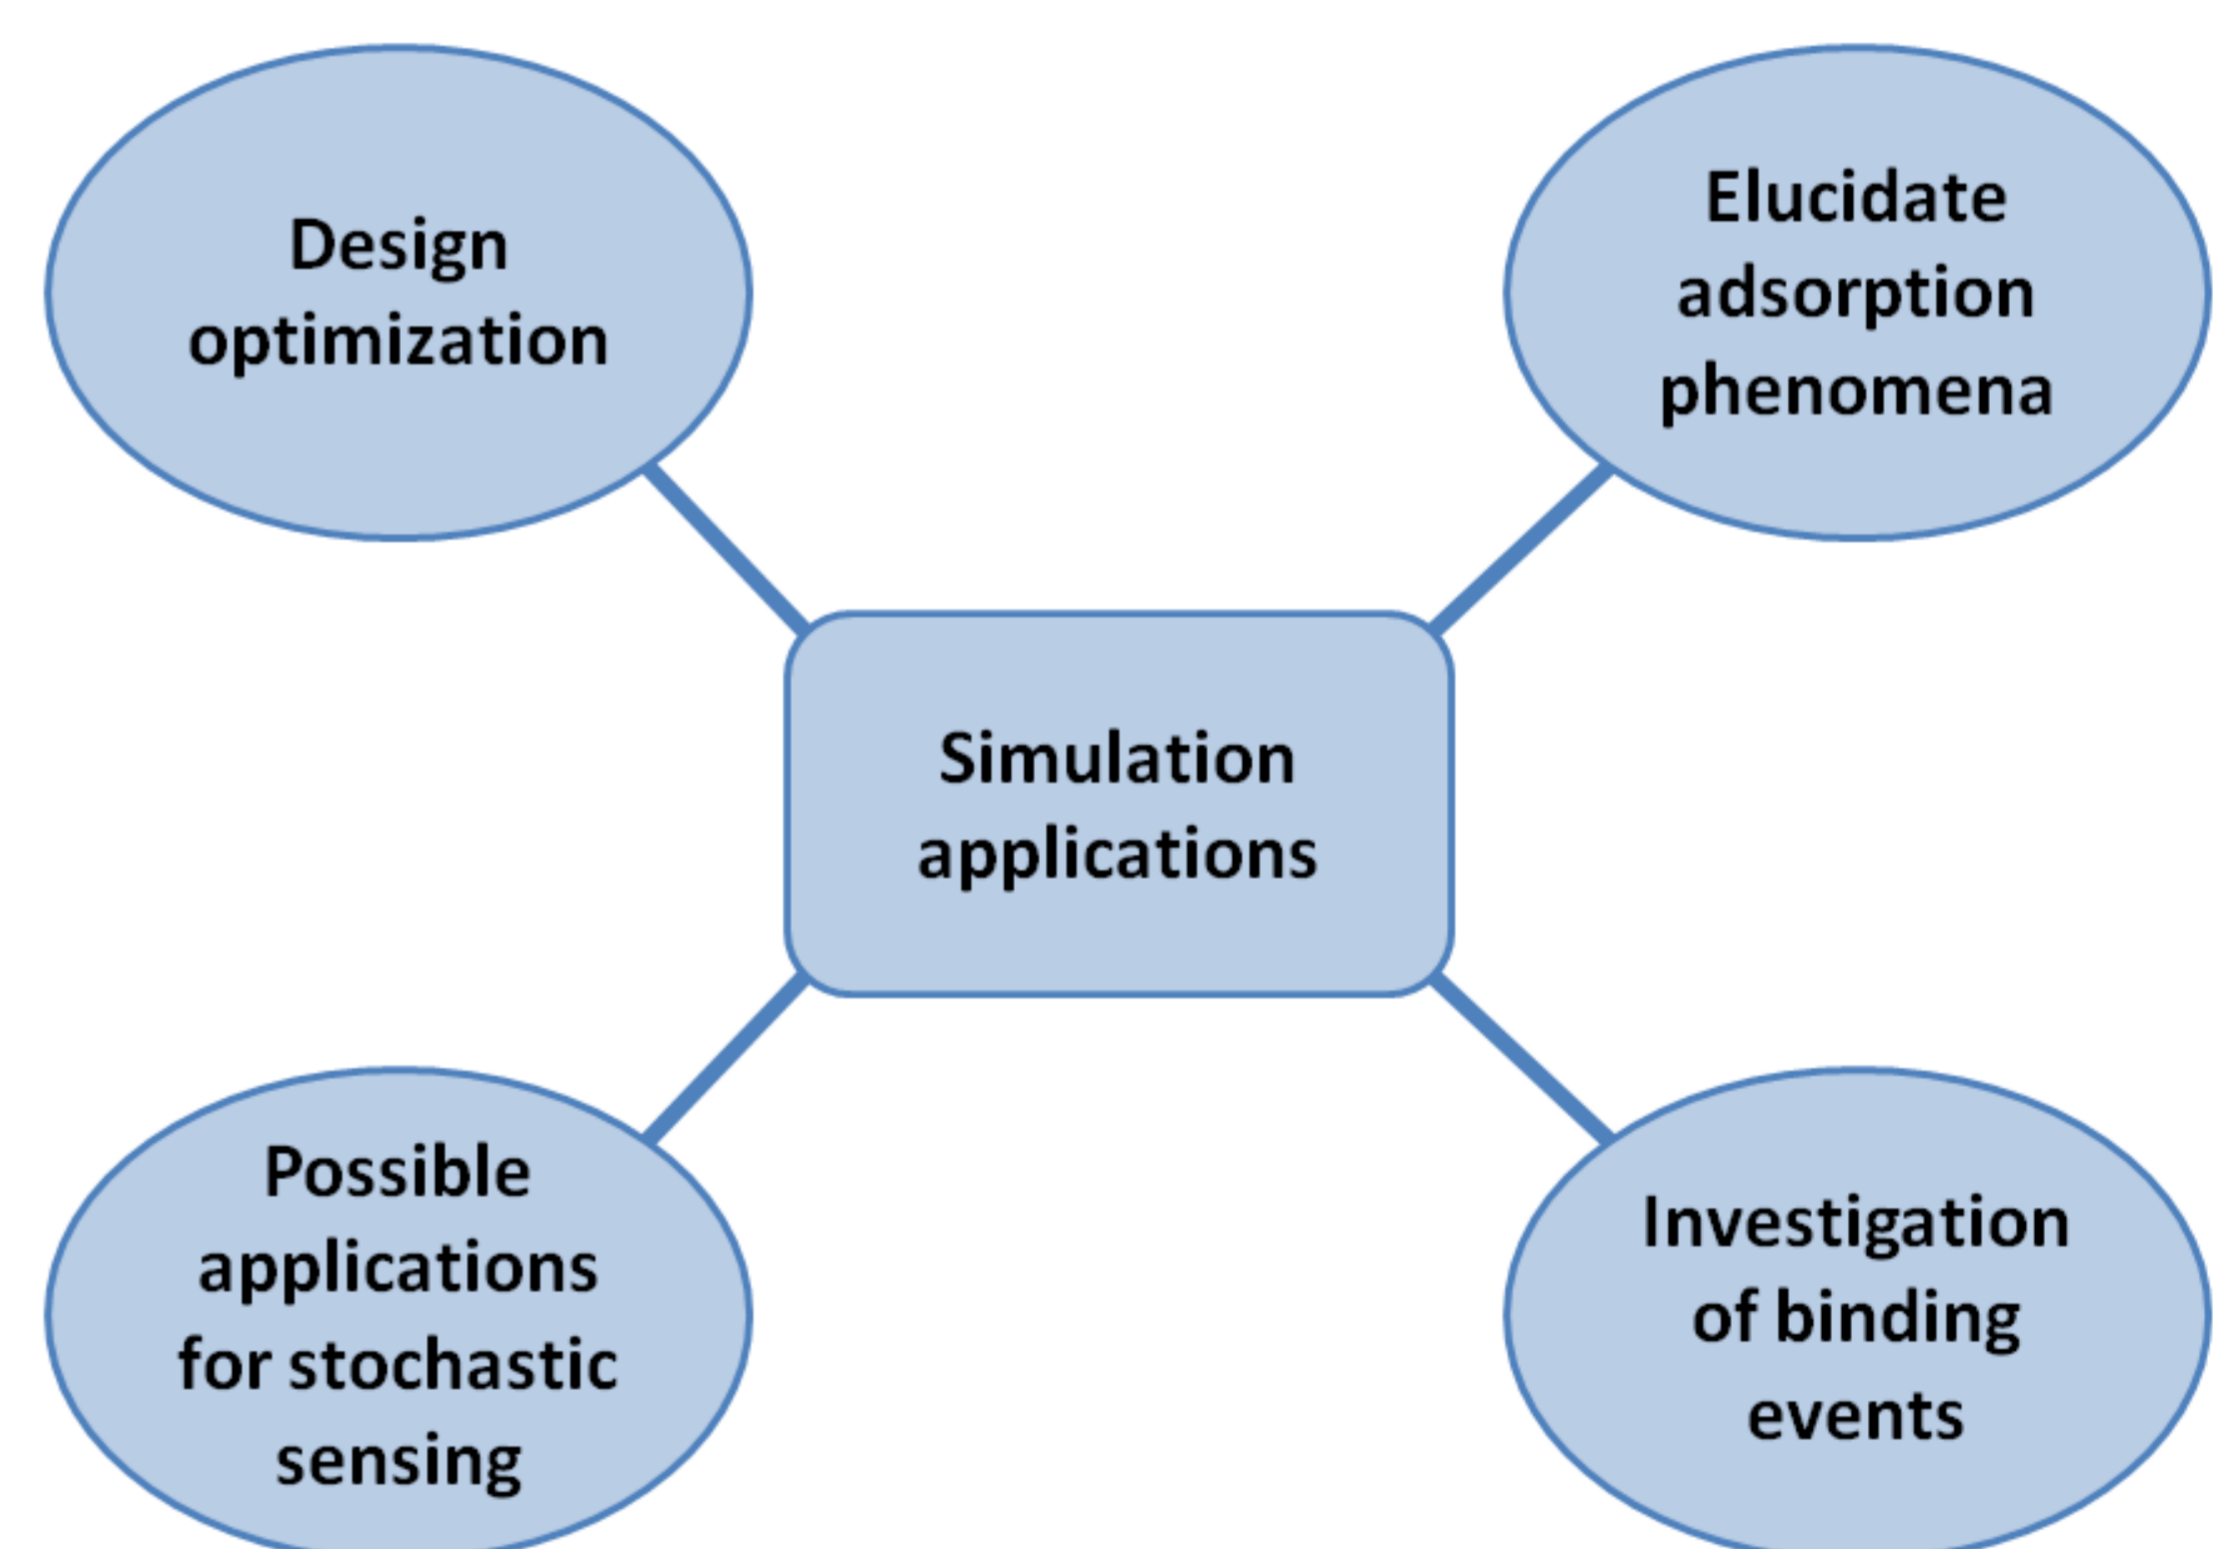 Design
optimization
Elucidate
adsorption
phenomena
Simulation
applications
Possible
applications
for stochastic
sensing
Investigation
of binding
events